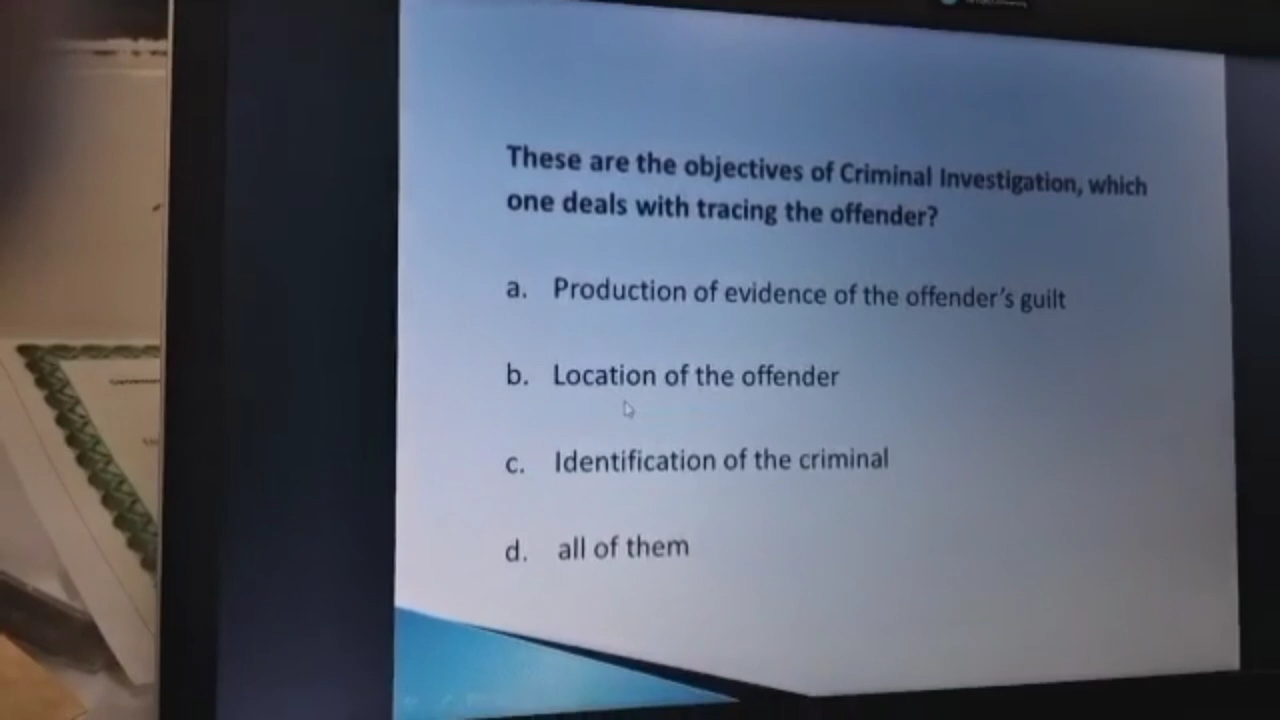 These are the objectives of Criminal Investigation, which
one deals with tracing the offender?
a. Production of evidence of the offender's guilt
b. Location of the offender
c. Identification of the criminal
d. all of them